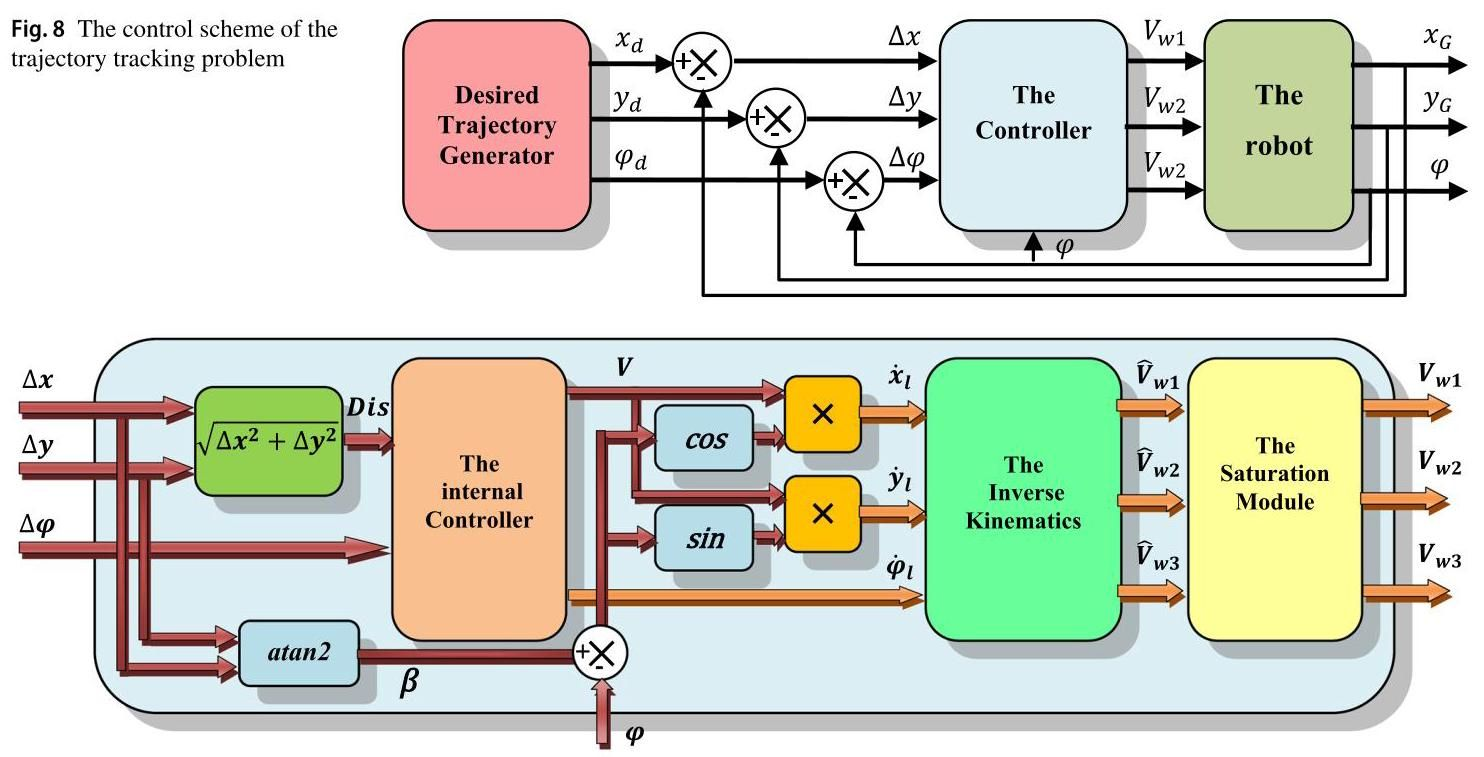 Fig. 8 The control scheme of the
trajectory tracking problem
Desired
Trajectory
Generator
x_d
y_d
φ_d
+
-
+
-
+
-
Δx
Δy
Δφ
The
Controller
φ
V_w1
V_w2
V_w2
The
robot
x_G
y_G
φ
Δx
Δy
Δφ
√Δx² + Δy²
Dis
atan2
β
The
internal
Controller
V
cos
sin
×
×
+
-
φ
ẋ_l
ẏ_l
φ̇_l
The
Inverse
Kinematics
V̂_w1
V̂_w2
V̂_w3
The
Saturation
Module
V_w1
V_w2
V_w3